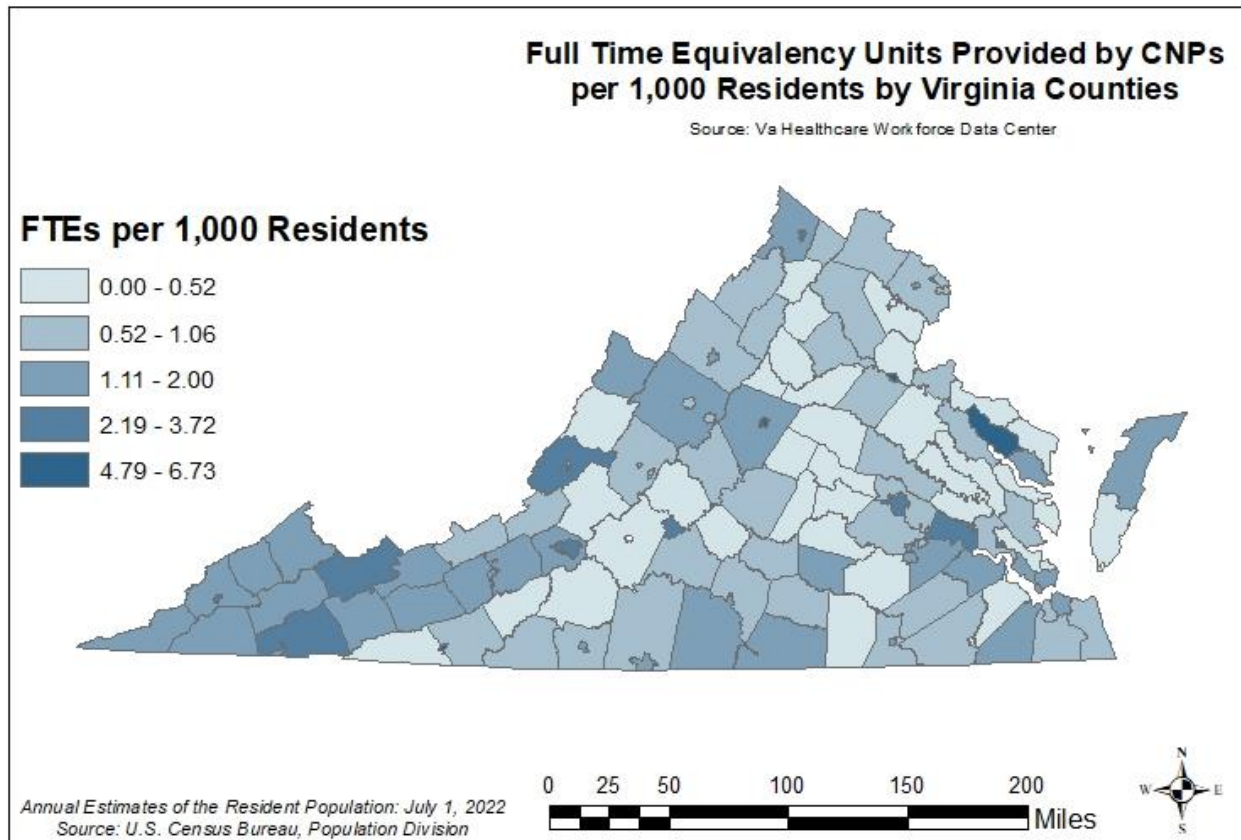 Full Time Equivalency Units Provided by CNPs
per 1,000 Residents by Virginia Counties
Source: Va Healthcare Workforce Data Center
FTEs per 1,000 Residents
0.00 - 0.52
0.52 - 1.06
1.11 - 2.00
2.19 - 3.72
4.79 - 6.73
Annual Estimates of the Resident Population: July 1, 2022
Source: U.S. Census Bureau, Population Division
0 25 50 100 150 200
Miles
N
W E
S